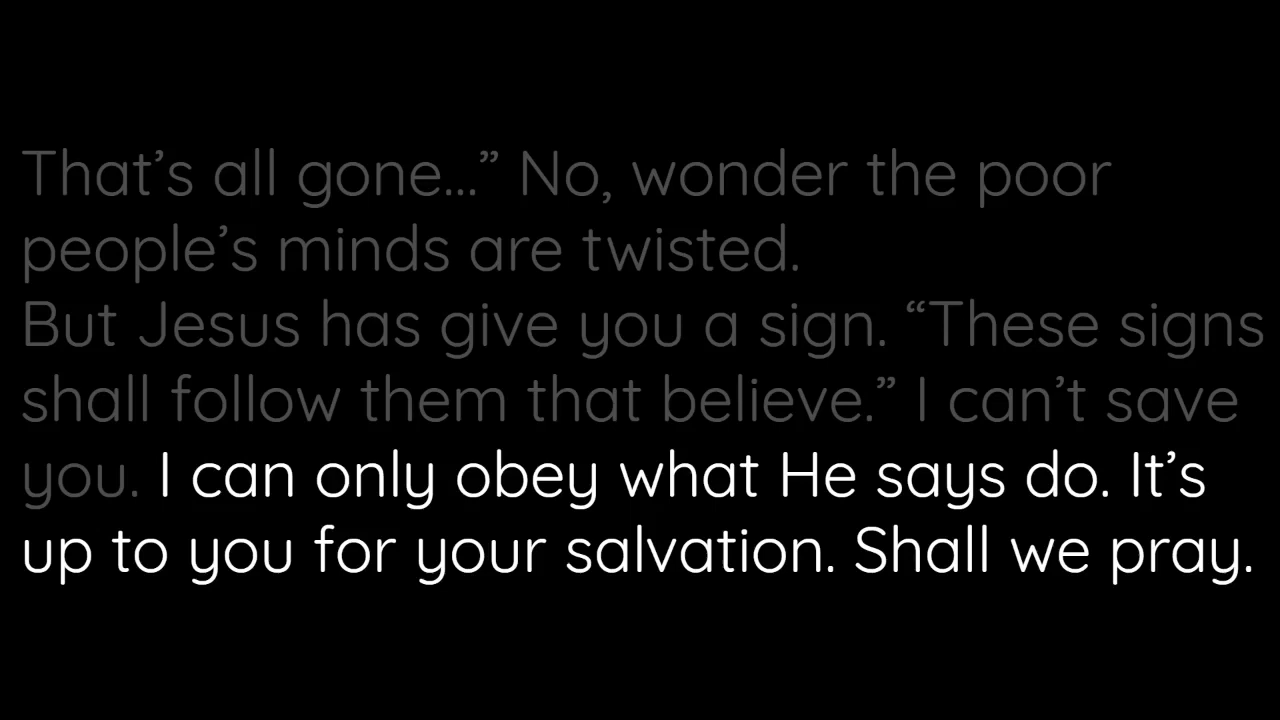 That’s all gone...” No, wonder the poor
people’s minds are twisted.
But Jesus has give you a sign. “These signs
shall follow them that believe.” I can’t save
you. I can only obey what He says do. It’s
up to you for your salvation. Shall we pray.